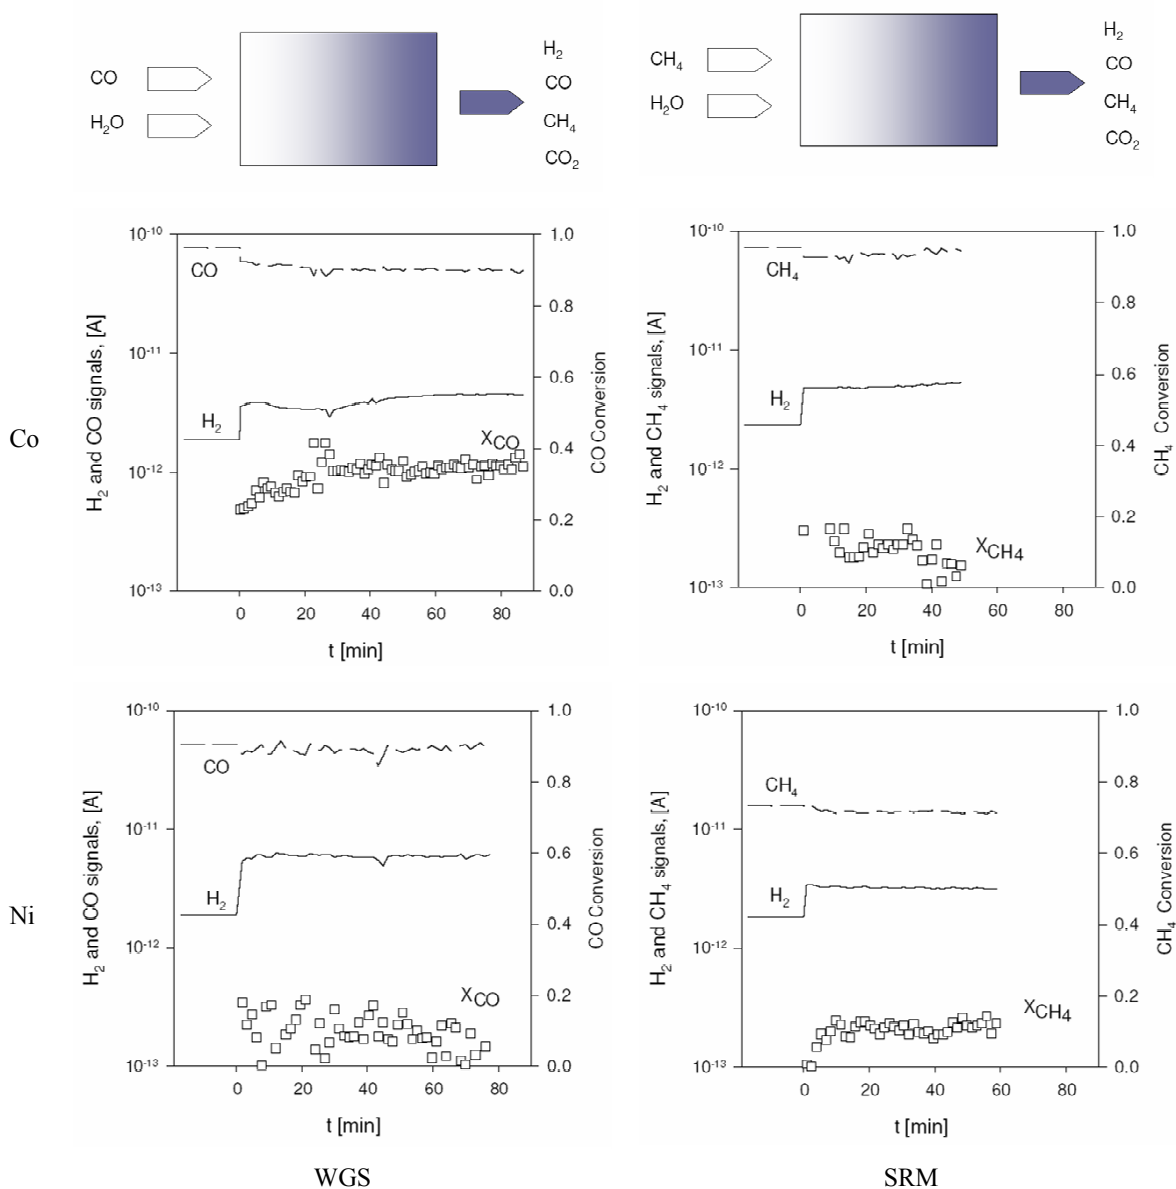 CO
H₂O
H₂
CO
CH₄
CO₂
CH₄
H₂O
H₂
CO
CH₄
CO₂
Co
H₂ and CO signals, [A]
10⁻¹⁰
10⁻¹¹
10⁻¹²
10⁻¹³
CO
H₂
X_CO
1.0
0.8
0.6
0.4
0.2
0.0
CO Conversion
0 20 40 60 80
t [min]
H₂ and CH₄ signals, [A]
10⁻¹⁰
10⁻¹¹
10⁻¹²
10⁻¹³
CH₄
H₂
X_CH4
1.0
0.8
0.6
0.4
0.2
0.0
CH₄ Conversion
0 20 40 60 80
t [min]
Ni
H₂ and CO signals, [A]
10⁻¹⁰
10⁻¹¹
10⁻¹²
10⁻¹³
CO
H₂
X_CO
1.0
0.8
0.6
0.4
0.2
0.0
CO Conversion
0 20 40 60 80
t [min]
H₂ and CH₄ signals, [A]
10⁻¹⁰
10⁻¹¹
10⁻¹²
10⁻¹³
CH₄
H₂
X_CH4
1.0
0.8
0.6
0.4
0.2
0.0
CH₄ Conversion
0 20 40 60 80
t [min]
WGS
SRM